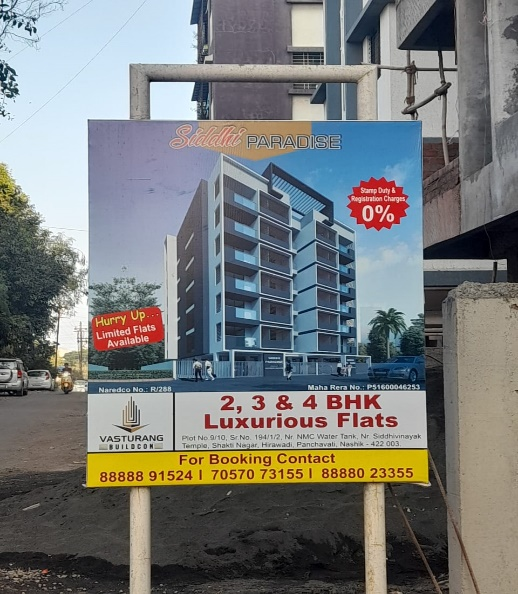 Siddhi PARADISE
Stamp Duty &
Registration Charges
0%
Hurry Up...
Limited Flats
Available
Naredco No.: R/288
Maha Rera No.: P51600046253
VASTURANG
BUILDCON
2, 3 & 4 BHK
Luxurious Flats
Plot No 9/10, Sr.No. 194/1/2, Nr. NMC Water Tank, Nr. Siddhivinayak
Temple, Shakti Nagar, Hirawadi, Panchavali, Nashik - 422 003.
For Booking Contact
88888 91524 I 70570 73155 I 88880 23355